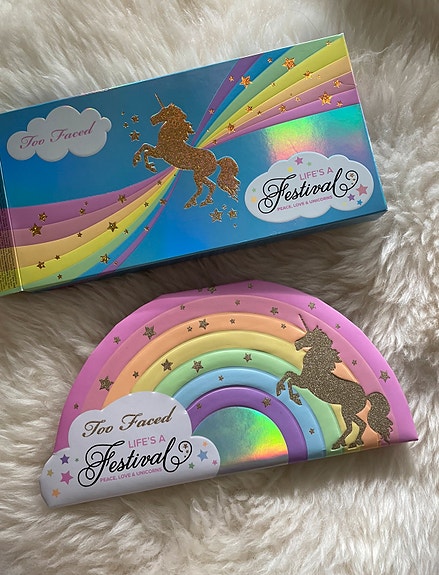 Too Faced
LIFE'S A
Festival
PEACE, LOVE & UNICORNS
Too Faced
LIFE'S A
Festival
PEACE, LOVE & UNICORNS